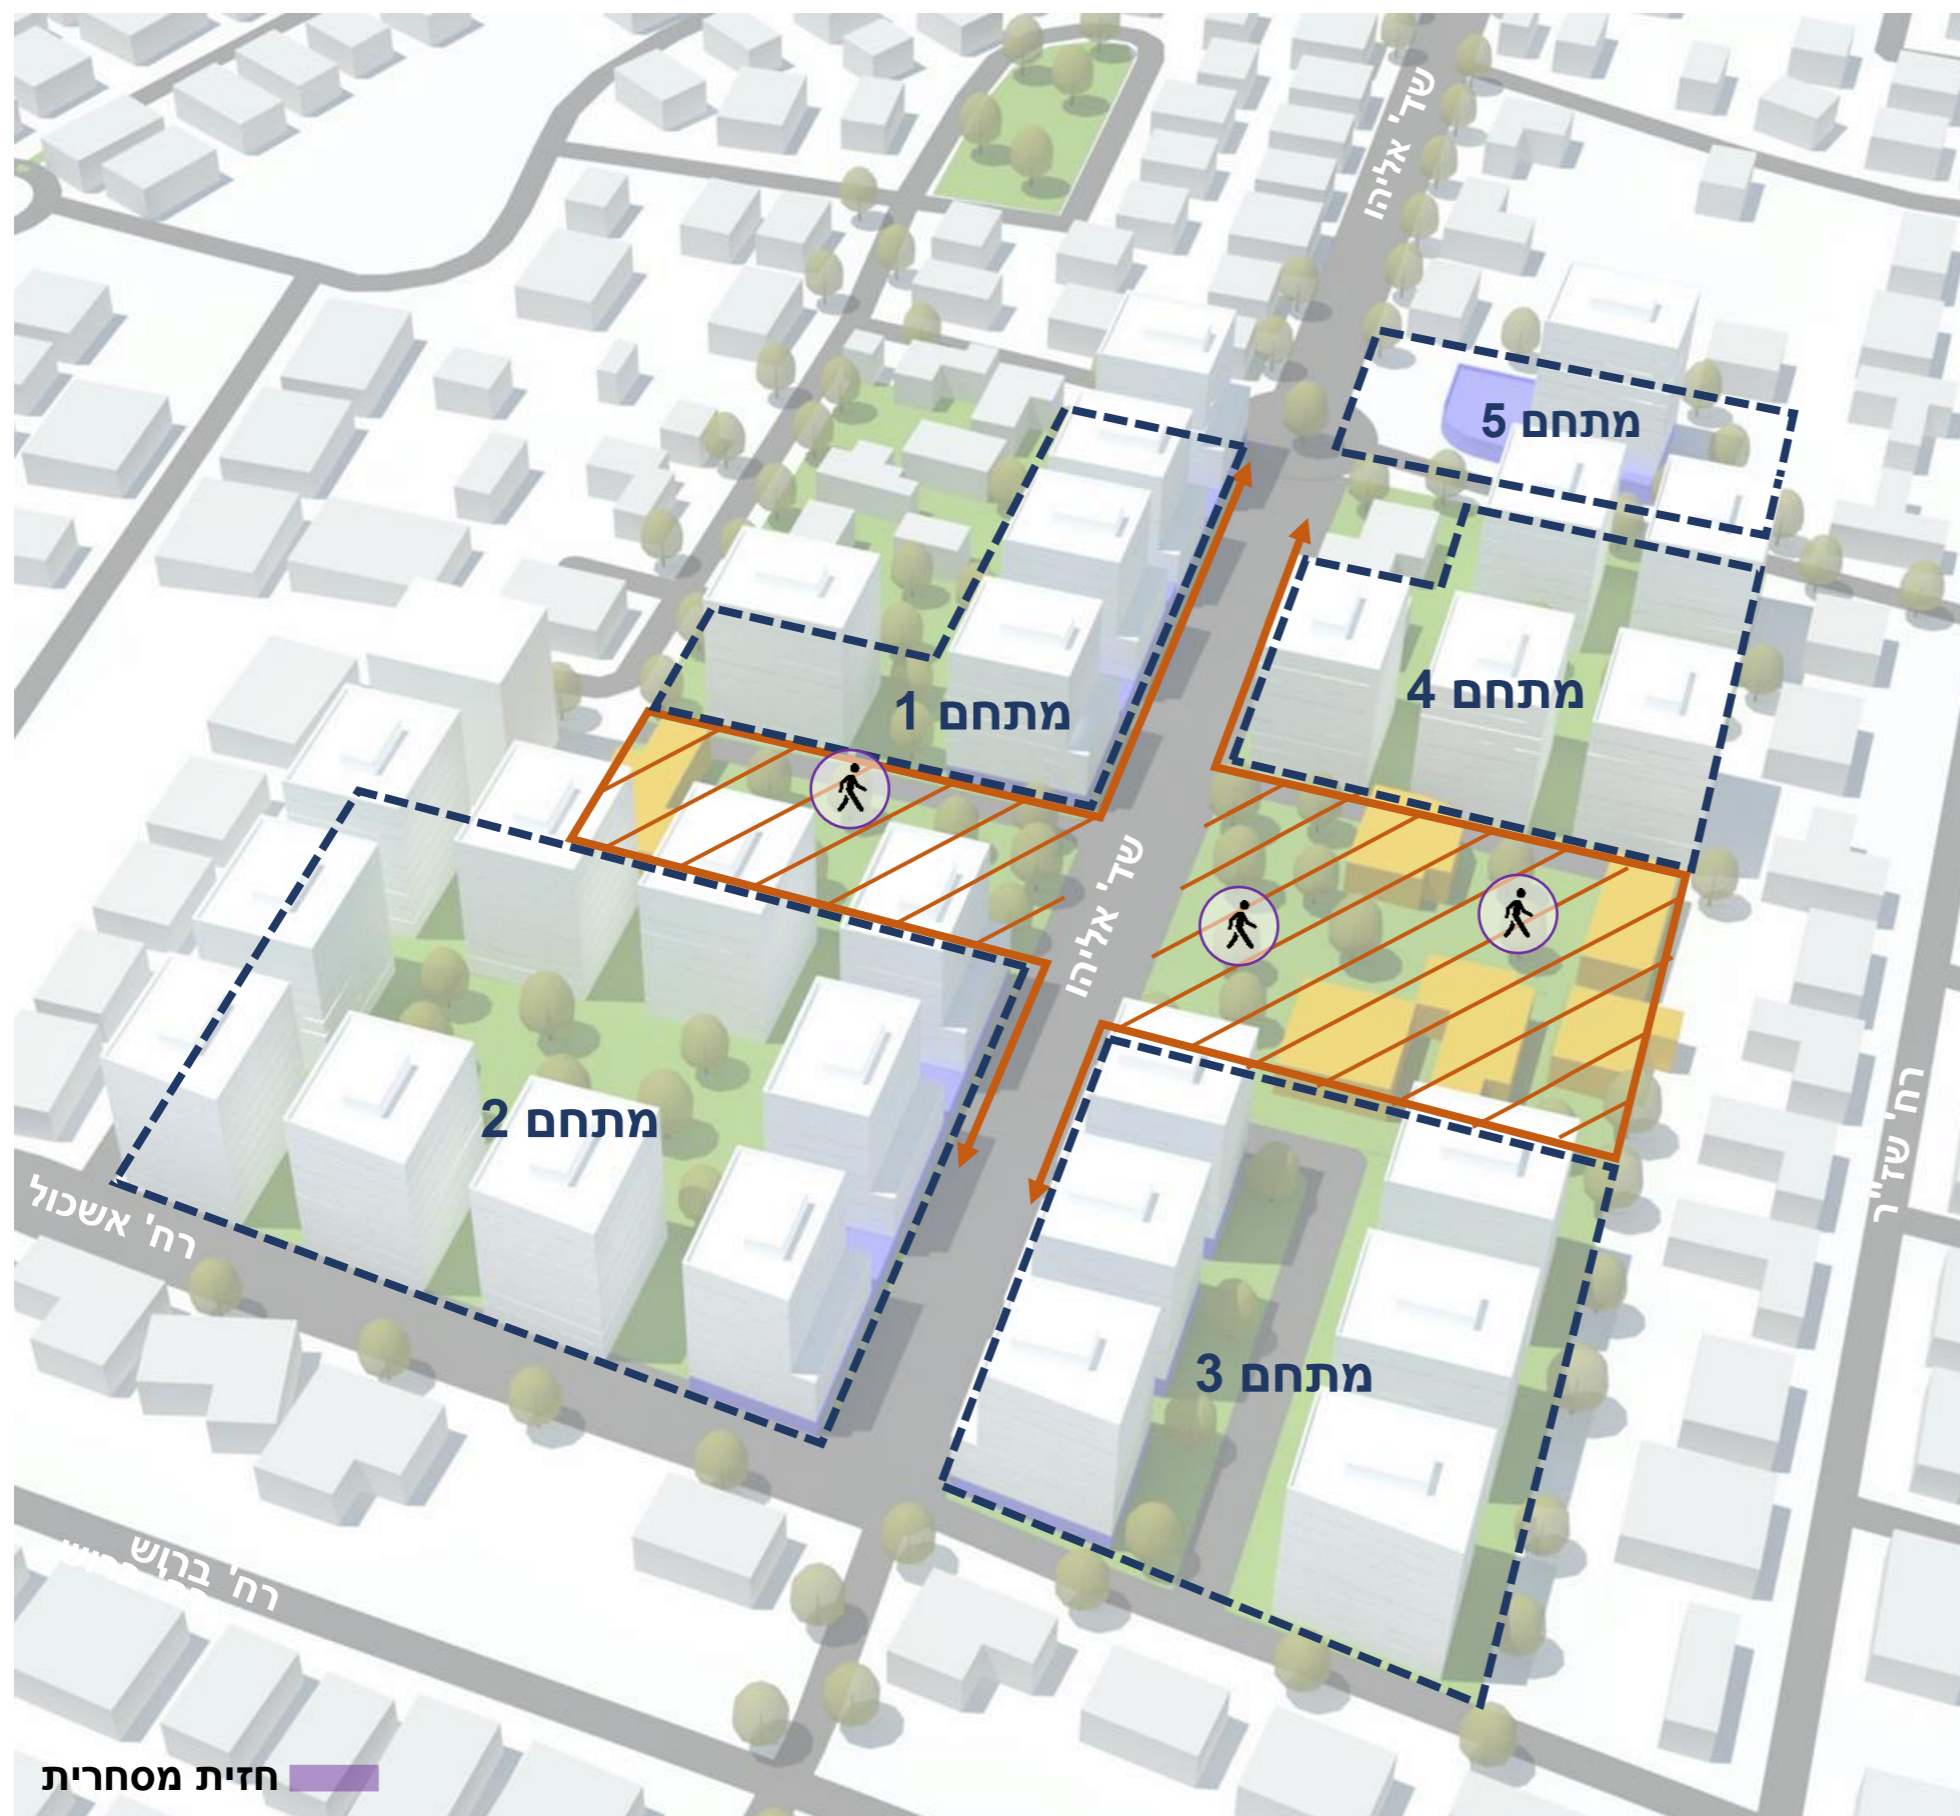 שד' אליהו
מתחם 5
מתחם 4
מתחם 1
שד' אליהו
מתחם 2
רח' אשכול
רח' שד"ר
מתחם 3
רח' ברוש
חזית מסחרית